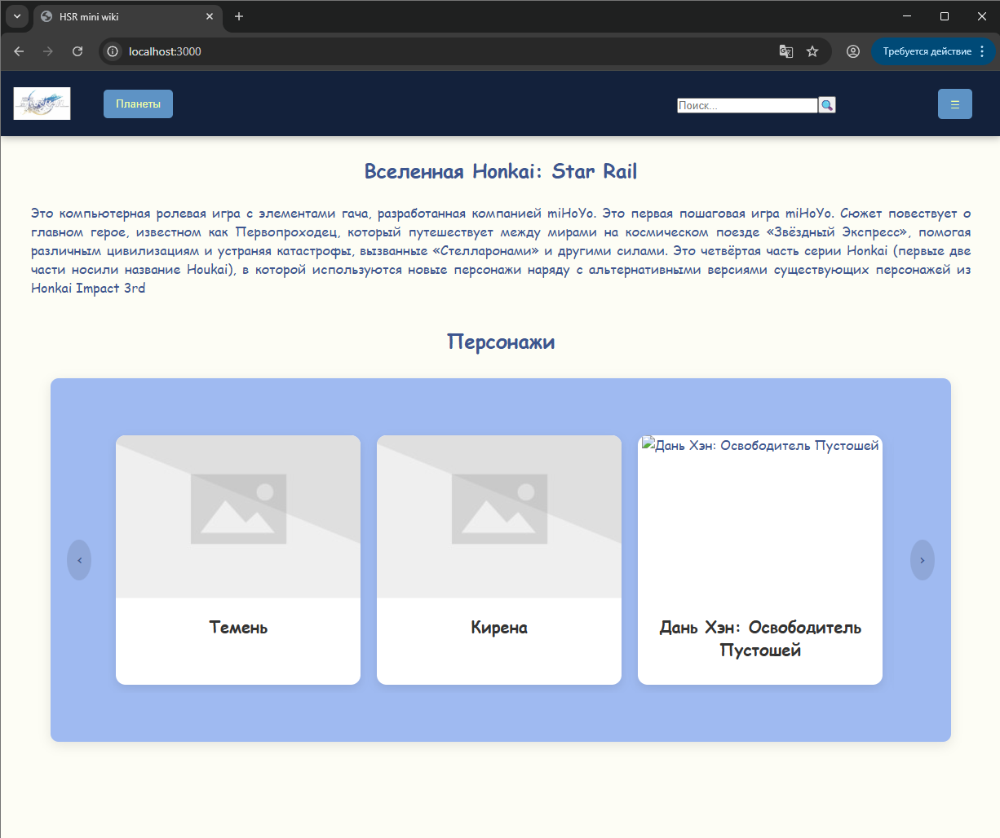 HSR mini wiki
localhost:3000
Требуется действие
Планеты
Поиск...
Вселенная Honkai: Star Rail
Это компьютерная ролевая игра с элементами гача, разработанная компанией miHoYo. Это первая пошаговая игра miHoYo. Сюжет повествует о
главном герое, известном как Первопроходец, который путешествует между мирами на космическом поезде «Звёздный Экспресс», помогая
различным цивилизациям и устраняя катастрофы, вызванные «Стелларонами» и другими силами. Это четвёртая часть серии Honkai (первые две
части носили название Houkai), в которой используются новые персонажи наряду с альтернативными версиями существующих персонажей из
Honkai Impact 3rd
Персонажи
Дань Хэн: Освободитель Пустошей
Темень
Кирена
Дань Хэн: Освободитель
Пустошей